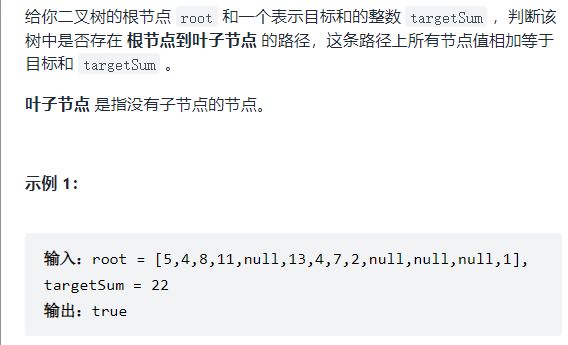 给你二叉树的根节点 root 和一个表示目标和的整数 targetSum ，判断该
树中是否存在 根节点到叶子节点 的路径，这条路径上所有节点值相加等于
目标和 targetSum 。
叶子节点 是指没有子节点的节点。
示例 1：
输入：root = [5,4,8,11,null,13,4,7,2,null,null,null,1],
targetSum = 22
输出：true